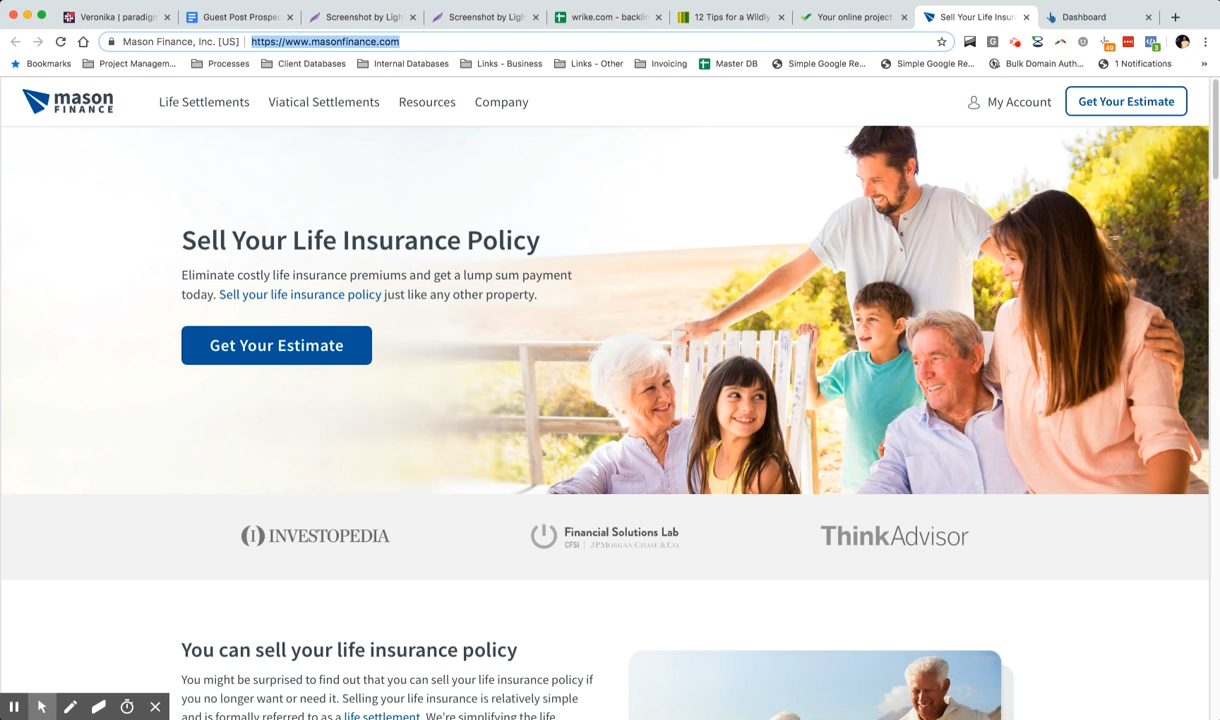 Veronika | paradigm
Guest Post Prospec
Screenshot by Ligh
Screenshot by Ligh
wrike.com - backlin
12 Tips for a Wildly
Your online project
Sell Your Life Insur
Dashboard
Mason Finance, Inc. [US]
https://www.masonfinance.com
49
3
Bookmarks
Project Managem...
Processes
Client Databases
Internal Databases
Links - Business
Links - Other
Invoicing
Master DB
Simple Google Re...
Simple Google Re...
Bulk Domain Auth...
1 Notifications
mason
FINANCE
Life Settlements
Viatical Settlements
Resources
Company
My Account
Get Your Estimate
Sell Your Life Insurance Policy
Eliminate costly life insurance premiums and get a lump sum payment
today. Sell your life insurance policy just like any other property.
Get Your Estimate
INVESTOPEDIA
Financial Solutions Lab
CFSI | JPMORGAN CHASE & CO.
ThinkAdvisor
You can sell your life insurance policy
You might be surprised to find out that you can sell your life insurance policy if
you no longer want or need it. Selling your life insurance is relatively simple
and is formally referred to as a life settlement. We're simplifying the life